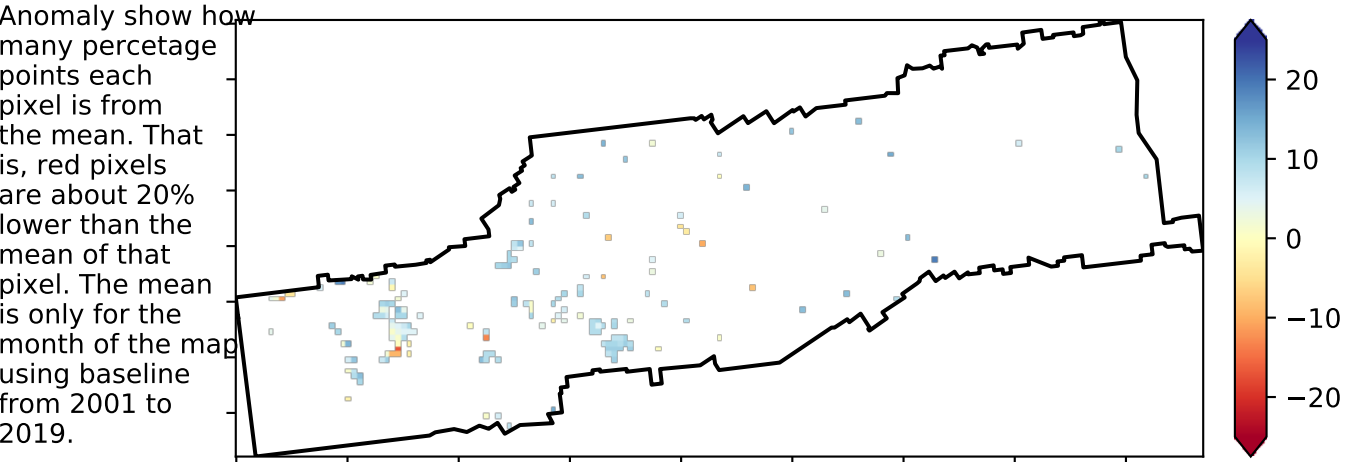 Anomaly show how
many percetage
points each
pixel is from
the mean. That
is, red pixels
are about 20%
lower than the
mean of that
pixel. The mean
is only for the
month of the map
using baseline
from 2001 to
2019.
20
10
0
−10
−20